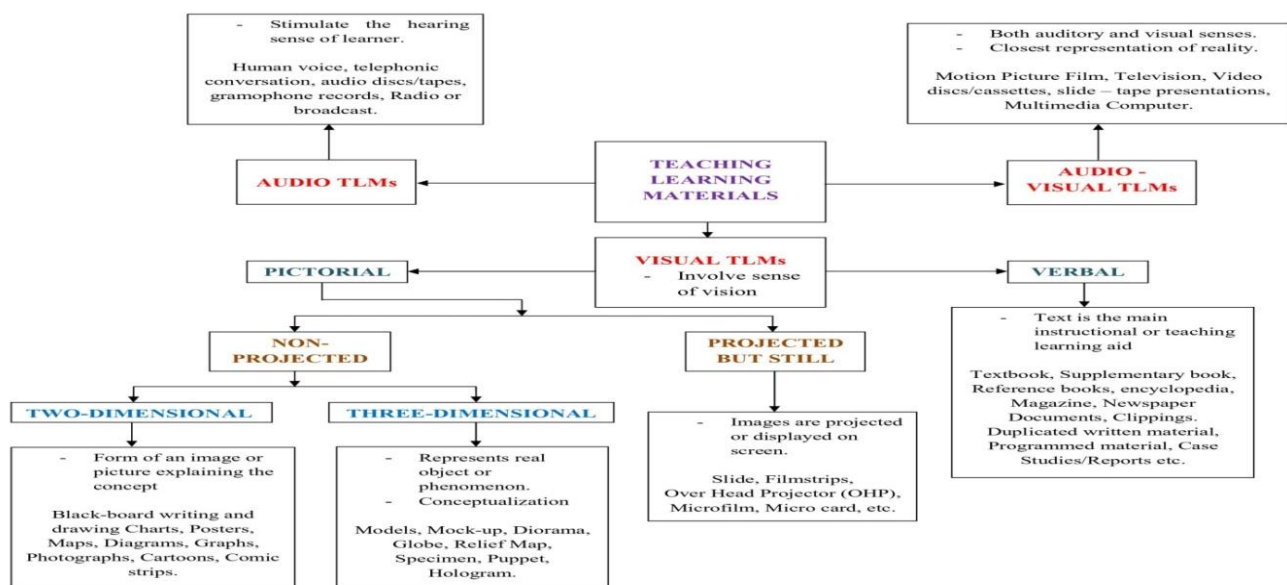 - Stimulate the hearing
sense of learner.
Human voice, telephonic
conversation, audio discs/tapes,
gramophone records, Radio or
broadcast.
- Both auditory and visual senses.
- Closest representation of reality.
Motion Picture Film, Television, Video
discs/cassettes, slide – tape presentations,
Multimedia Computer.
AUDIO TLMs
TEACHING
LEARNING
MATERIALS
AUDIO -
VISUAL TLMs
PICTORIAL
VISUAL TLMs
- Involve sense
of vision
VERBAL
NON-
PROJECTED
PROJECTED
BUT STILL
- Text is the main
instructional or teaching
learning aid
Textbook, Supplementary book,
Reference books, encyclopedia,
Magazine, Newspaper
Documents, Clippings.
Duplicated written material,
Programmed material, Case
Studies/Reports etc.
TWO-DIMENSIONAL
THREE-DIMENSIONAL
- Form of an image or
picture explaining the
concept
Black-board writing and
drawing Charts, Posters,
Maps, Diagrams, Graphs,
Photographs, Cartoons, Comic
strips.
- Represents real
object or
phenomenon.
- Conceptualization
Models, Mock-up, Diorama,
Globe, Relief Map,
Specimen, Puppet,
Hologram.
- Images are projected
or displayed on
screen.
Slide, Filmstrips,
Over Head Projector (OHP),
Microfilm, Micro card, etc.